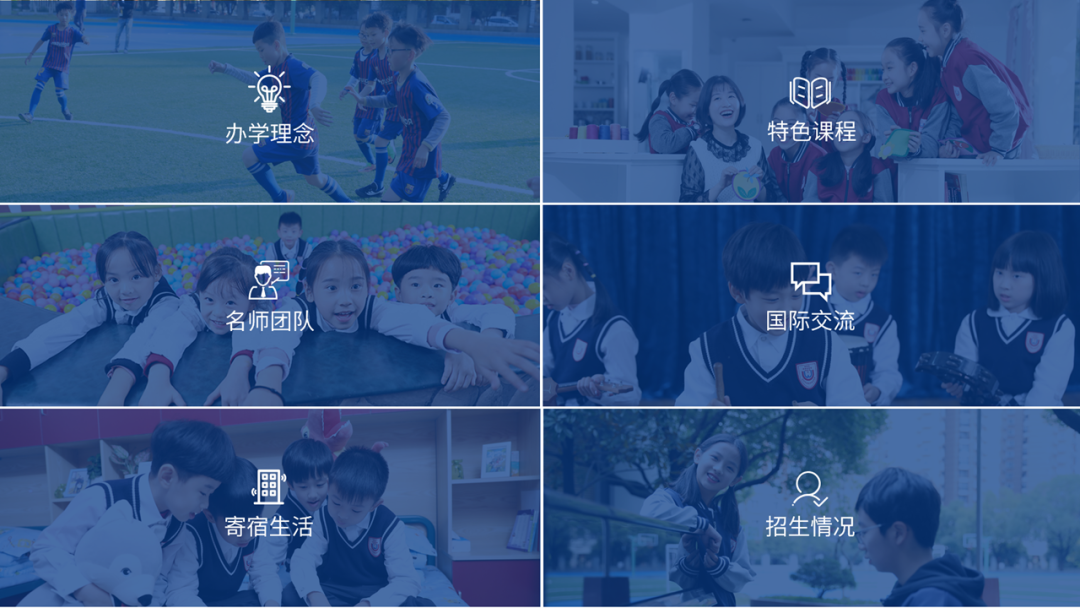 办学理念
特色课程
名师团队
国际交流
寄宿生活
招生情况